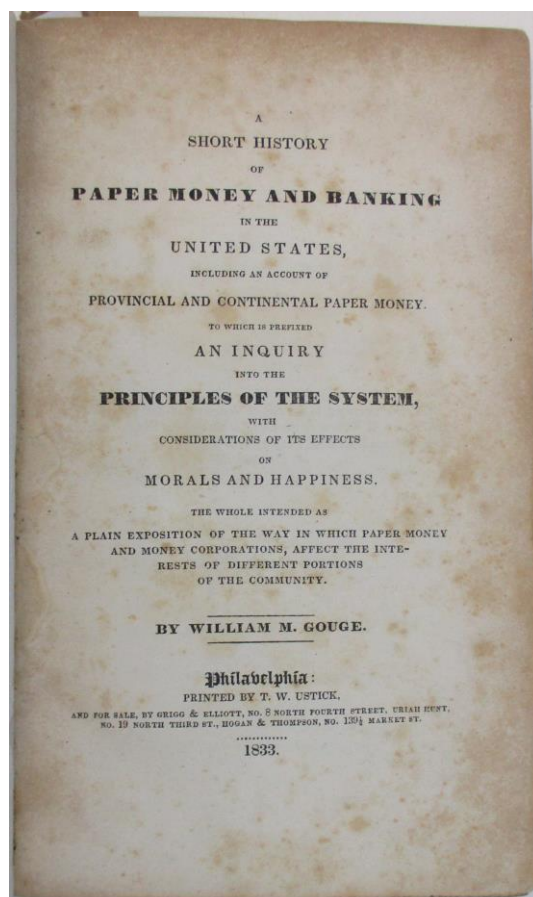 A
SHORT HISTORY
OF
PAPER MONEY AND BANKING
IN THE
UNITED STATES,
INCLUDING AN ACCOUNT OF
PROVINCIAL AND CONTINENTAL PAPER MONEY.
TO WHICH IS PREFIXED
AN INQUIRY
INTO THE
PRINCIPLES OF THE SYSTEM,
WITH
CONSIDERATIONS OF ITS EFFECTS
ON
MORALS AND HAPPINESS.
THE WHOLE INTENDED AS
A PLAIN EXPOSITION OF THE WAY IN WHICH PAPER MONEY
AND MONEY CORPORATIONS, AFFECT THE INTE-
RESTS OF DIFFERENT PORTIONS
OF THE COMMUNITY.
BY WILLIAM M. GOUGE.
Philadelphia:
PRINTED BY T. W. USTICK,
AND FOR SALE, BY GRIGG & ELLIOTT, NO. 8 NORTH FOURTH STREET, URIAH HUNT,
NO. 19 NORTH THIRD ST., HOGAN & THOMPSON, NO. 139½ MARKET ST.
1833.